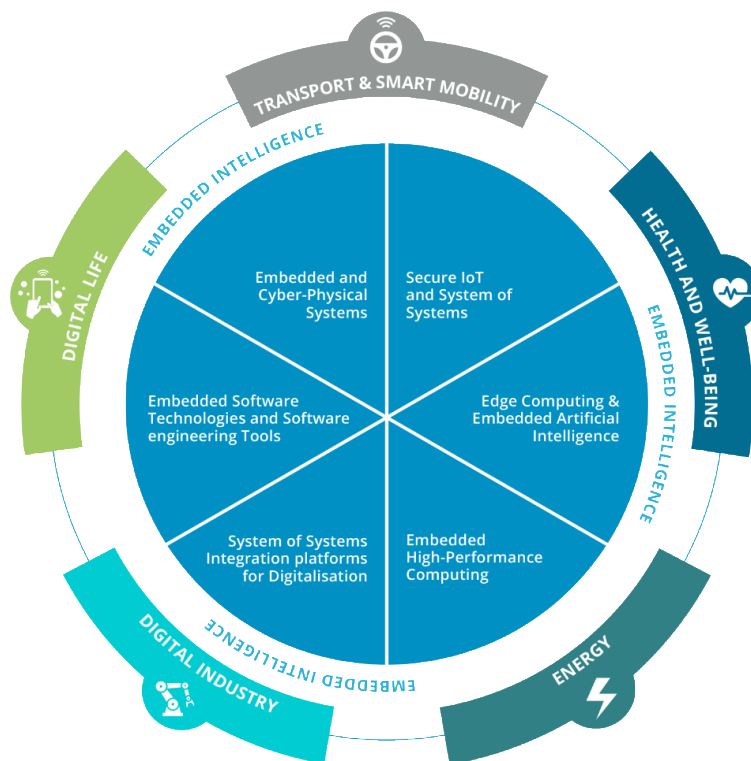 TRANSPORT & SMART MOBILITY
EMBEDDED INTELLIGENCE
HEALTH AND WELL-BEING
DIGITAL LIFE
Embedded and
Cyber-Physical
Systems
Secure IoT
and System of
Systems
EMBEDDED INTELLIGENCE
Embedded Software
Technologies and Software
engineering Tools
Edge Computing &
Embedded Artificial
Intelligence
System of Systems
Integration platforms
for Digitalisation
Embedded
High-Performance
Computing
EMBEDDED INTELLIGENCE
DIGITAL INDUSTRY
ENERGY